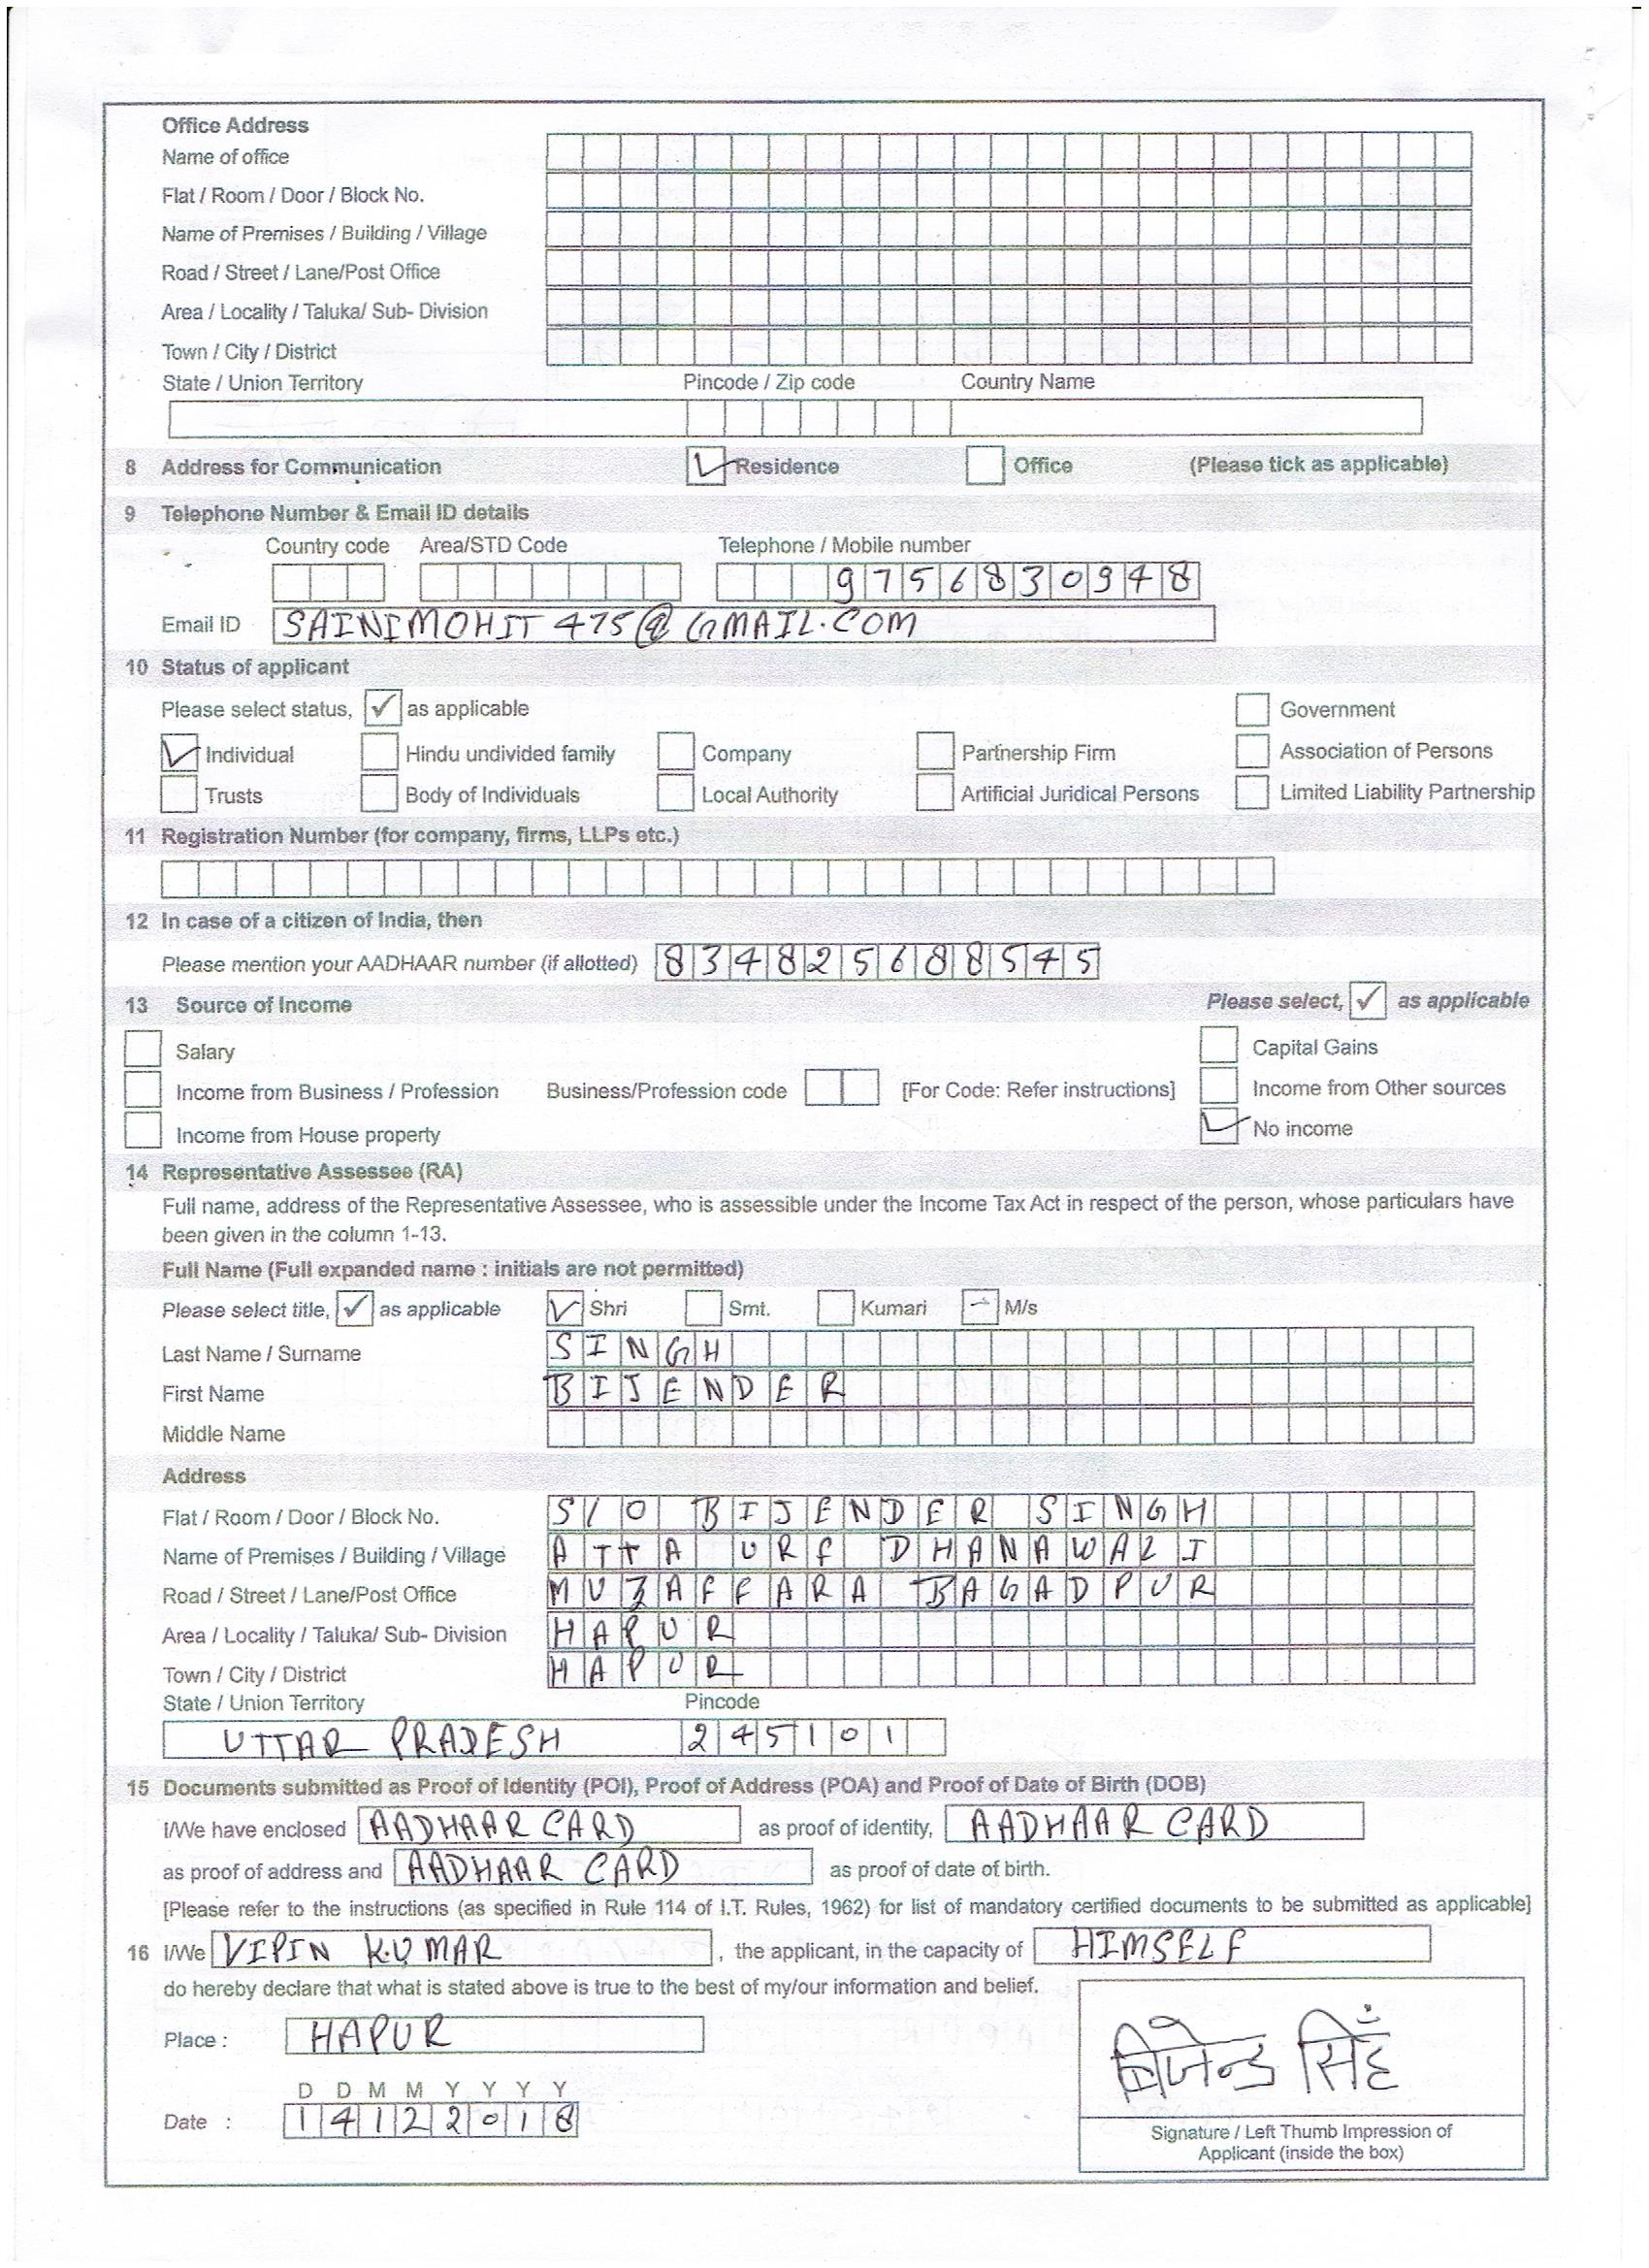 Office Address
Name of office
Flat / Room / Door / Block No.
Name of Premises / Building / Village
Road / Street / Lane/Post Office
Area / Locality / Taluka/ Sub- Division
Town / City / District
State / Union Territory Pincode / Zip code Country Name
8 Address for Communication Residence Office (Please tick as applicable)
9 Telephone Number & Email ID details
Country code Area/STD Code Telephone / Mobile number
9756830948
Email ID SAINIMOHIT475@GMAIL.COM
10 Status of applicant
Please select status, ✓ as applicable Government
Individual Hindu undivided family Company Partnership Firm Association of Persons
Trusts Body of Individuals Local Authority Artificial Juridical Persons Limited Liability Partnership
11 Registration Number (for company, firms, LLPs etc.)
12 In case of a citizen of India, then
Please mention your AADHAAR number (if allotted) 834825688545
13 Source of Income Please select, ✓ as applicable
Salary Capital Gains
Income from Business / Profession Business/Profession code [For Code: Refer instructions] Income from Other sources
Income from House property No income
14 Representative Assessee (RA)
Full name, address of the Representative Assessee, who is assessible under the Income Tax Act in respect of the person, whose particulars have
been given in the column 1-13.
Full Name (Full expanded name : initials are not permitted)
Please select title, ✓ as applicable Shri Smt. Kumari M/s
Last Name / Surname SINGH
First Name BIJENDER
Middle Name
Address
Flat / Room / Door / Block No. S/O BIJENDER SINGH
Name of Premises / Building / Village ATTA URF DHANAWALI
Road / Street / Lane/Post Office MUZAFFARA BAGADPUR
Area / Locality / Taluka/ Sub- Division HAPUR
Town / City / District HAPUR
State / Union Territory Pincode
UTTAR PRADESH 245101
15 Documents submitted as Proof of Identity (POI), Proof of Address (POA) and Proof of Date of Birth (DOB)
I/We have enclosed AADHAAR CARD as proof of identity, AADHAAR CARD
as proof of address and AADHAAR CARD as proof of date of birth.
[Please refer to the instructions (as specified in Rule 114 of I.T. Rules, 1962) for list of mandatory certified documents to be submitted as applicable]
16 I/We VIPIN KUMAR , the applicant, in the capacity of HIMSELF
do hereby declare that what is stated above is true to the best of my/our information and belief.
Place : HAPUR
बिजेन्द्र सिंह
D D M M Y Y Y Y
Date : 14122018
Signature / Left Thumb Impression of
Applicant (inside the box)